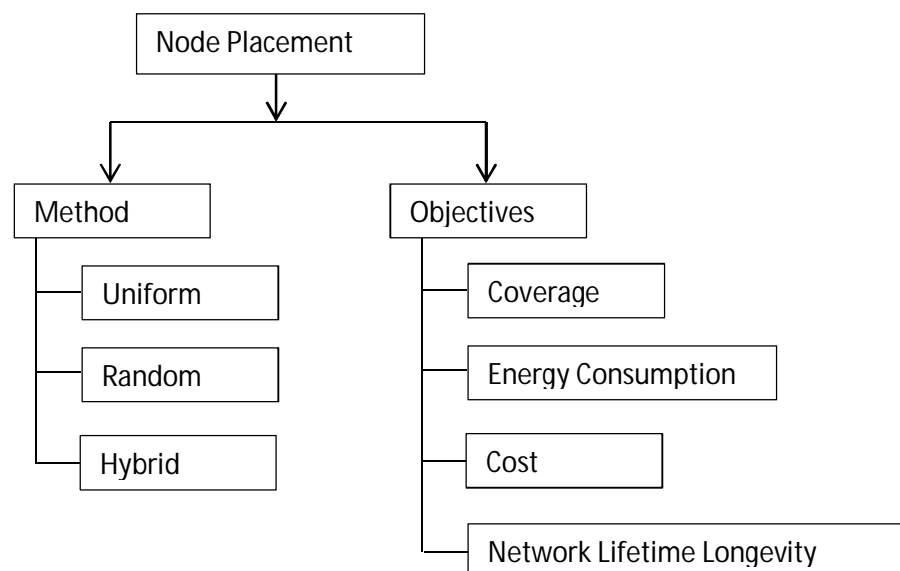 Node Placement
Method
Objectives
Uniform
Coverage
Random
Energy Consumption
Hybrid
Cost
Network Lifetime Longevity